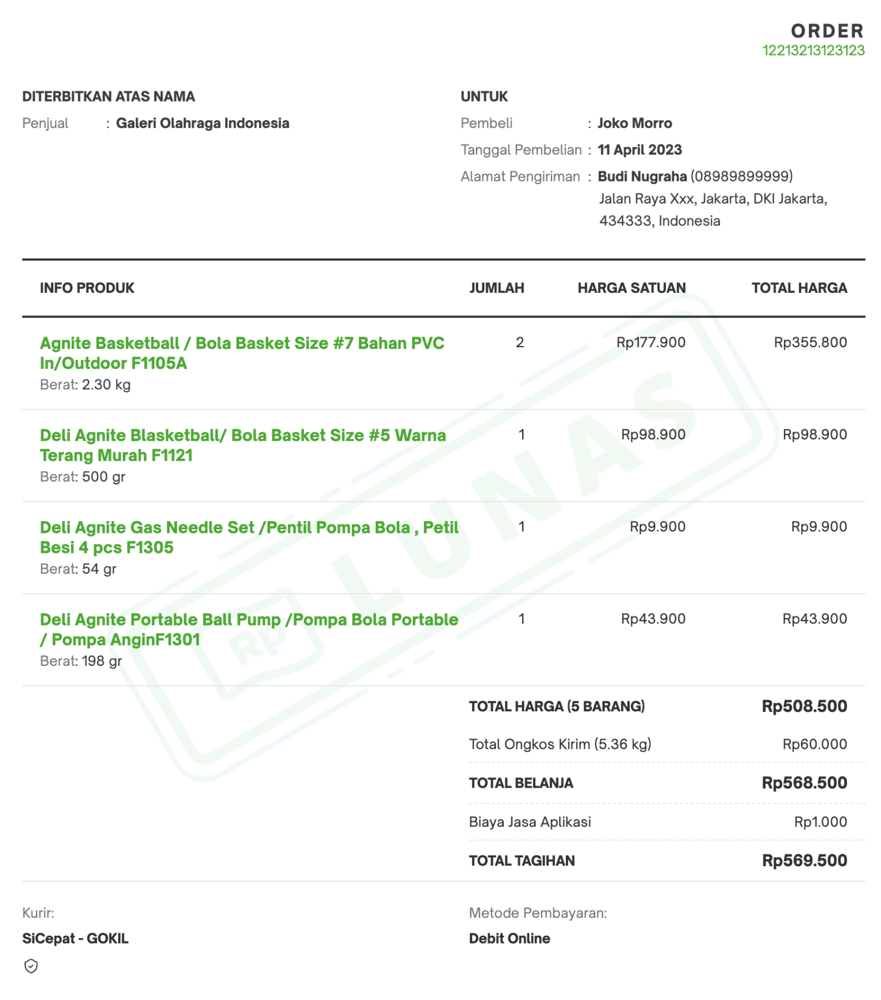 ORDER
12213213123123
DITERBITKAN ATAS NAMA
Penjual : Galeri Olahraga Indonesia
UNTUK
Pembeli : Joko Morro
Tanggal Pembelian : 11 April 2023
Alamat Pengiriman : Budi Nugraha (08989899999)
Jalan Raya Xxx, Jakarta, DKI Jakarta,
434333, Indonesia
INFO PRODUK JUMLAH HARGA SATUAN TOTAL HARGA
Agnite Basketball / Bola Basket Size #7 Bahan PVC 2 Rp177.900 Rp355.800
In/Outdoor F1105A
Berat: 2.30 kg
Deli Agnite Blasketball/ Bola Basket Size #5 Warna 1 Rp98.900 Rp98.900
Terang Murah F1121
Berat: 500 gr
Deli Agnite Gas Needle Set /Pentil Pompa Bola , Petil 1 Rp9.900 Rp9.900
Besi 4 pcs F1305
Berat: 54 gr
Deli Agnite Portable Ball Pump /Pompa Bola Portable 1 Rp43.900 Rp43.900
/ Pompa AnginF1301
Berat: 198 gr
Rp LUNAS
TOTAL HARGA (5 BARANG) Rp508.500
Total Ongkos Kirim (5.36 kg) Rp60.000
TOTAL BELANJA Rp568.500
Biaya Jasa Aplikasi Rp1.000
TOTAL TAGIHAN Rp569.500
Kurir:
SiCepat - GOKIL
Metode Pembayaran:
Debit Online